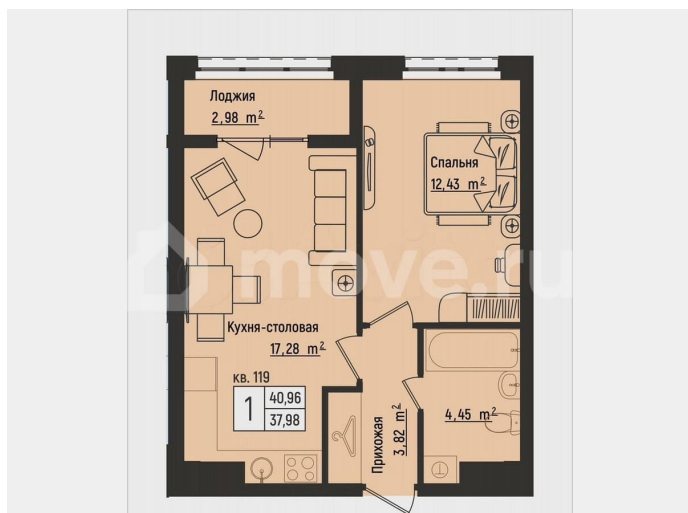 Лоджия
2,98 m²
Спальня
12,43 m²
move.ru
Кухня-столовая
17,28 m²
кв. 119
1
40,96
37,98
Прихожая
3,82 m²
4,45 m²